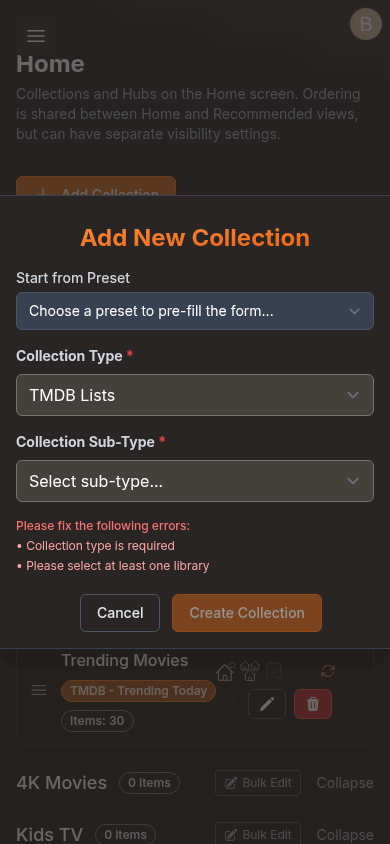 B
Home
Collections and Hubs on the Home screen. Ordering
is shared between Home and Recommended views,
but can have separate visibility settings.
Add Collection
Add New Collection
Start from Preset
Choose a preset to pre-fill the form...
Collection Type *
TMDB Lists
Collection Sub-Type *
Select sub-type...
Please fix the following errors:
• Collection type is required
• Please select at least one library
Cancel Create Collection
Trending Movies
TMDB - Trending Today
Items: 30
4K Movies 0 items Bulk Edit Collapse
Kids TV 0 items Bulk Edit Collapse